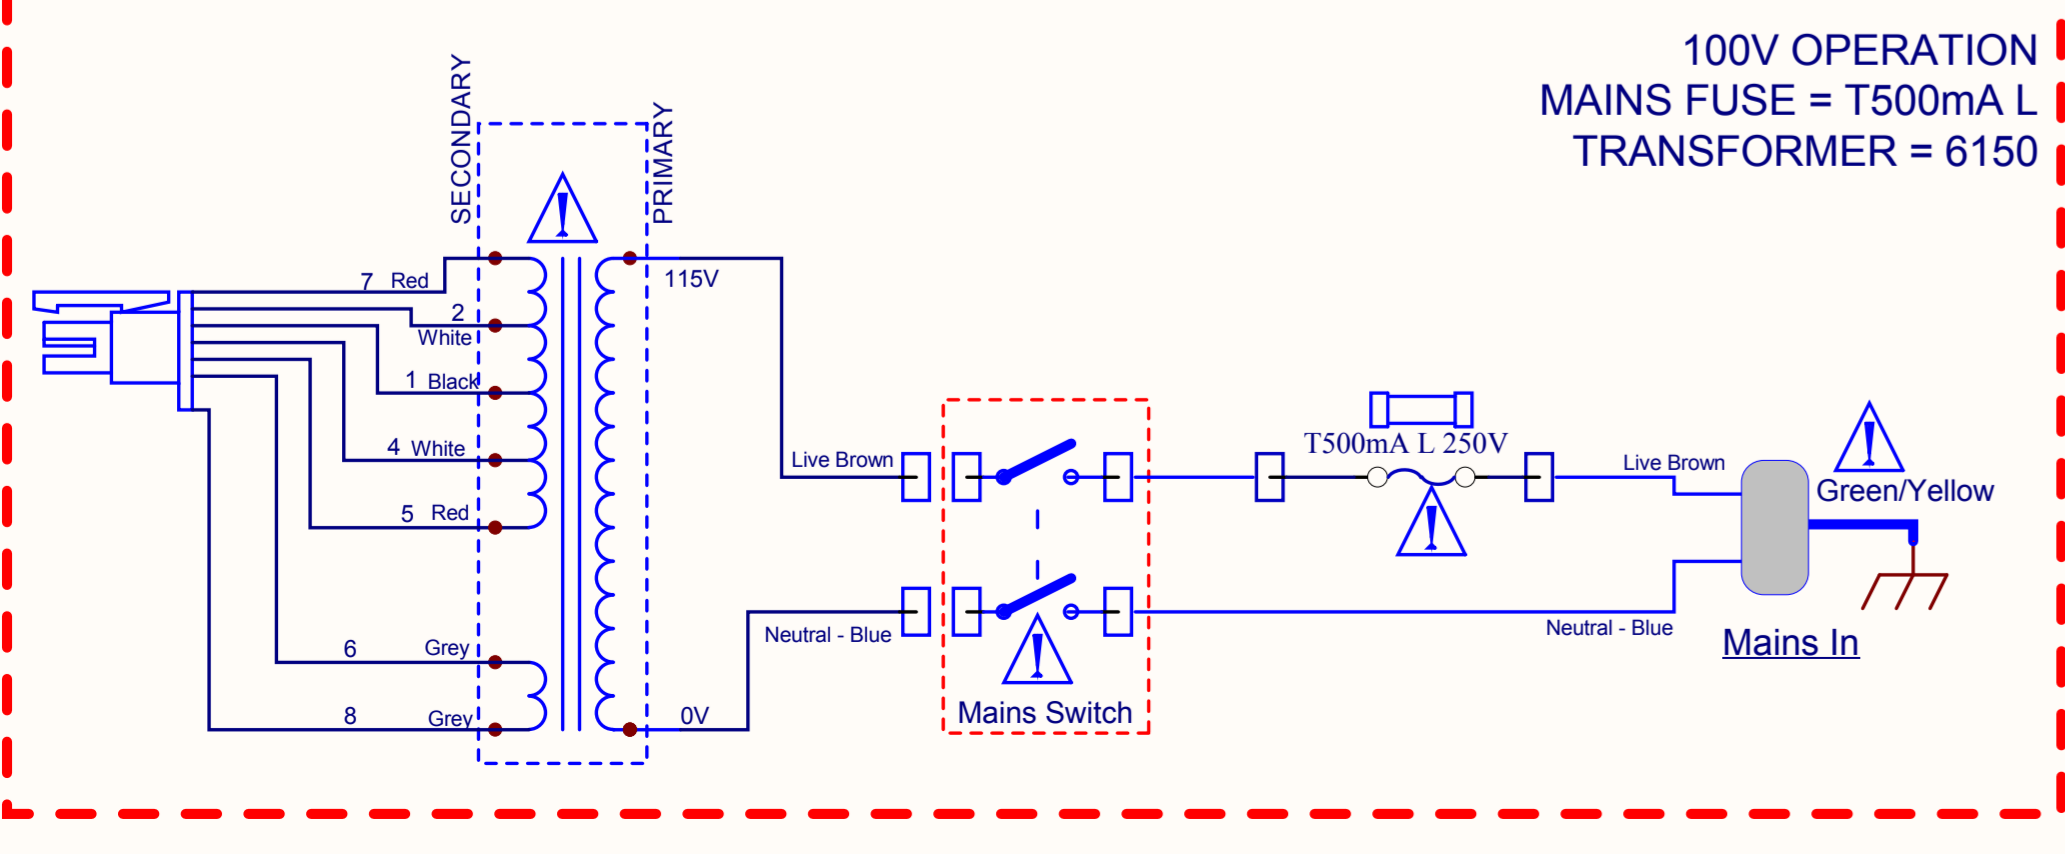 100V OPERATION
MAINS FUSE = T500mA L
TRANSFORMER = 6150
SECONDARY
PRIMARY
7 Red
115V
2
White
1 Black
4 White
5 Red
6 Grey
8 Grey
0V
Live Brown
Neutral - Blue
Mains Switch
T500mA L 250V
Live Brown
Green/Yellow
Neutral - Blue
Mains In